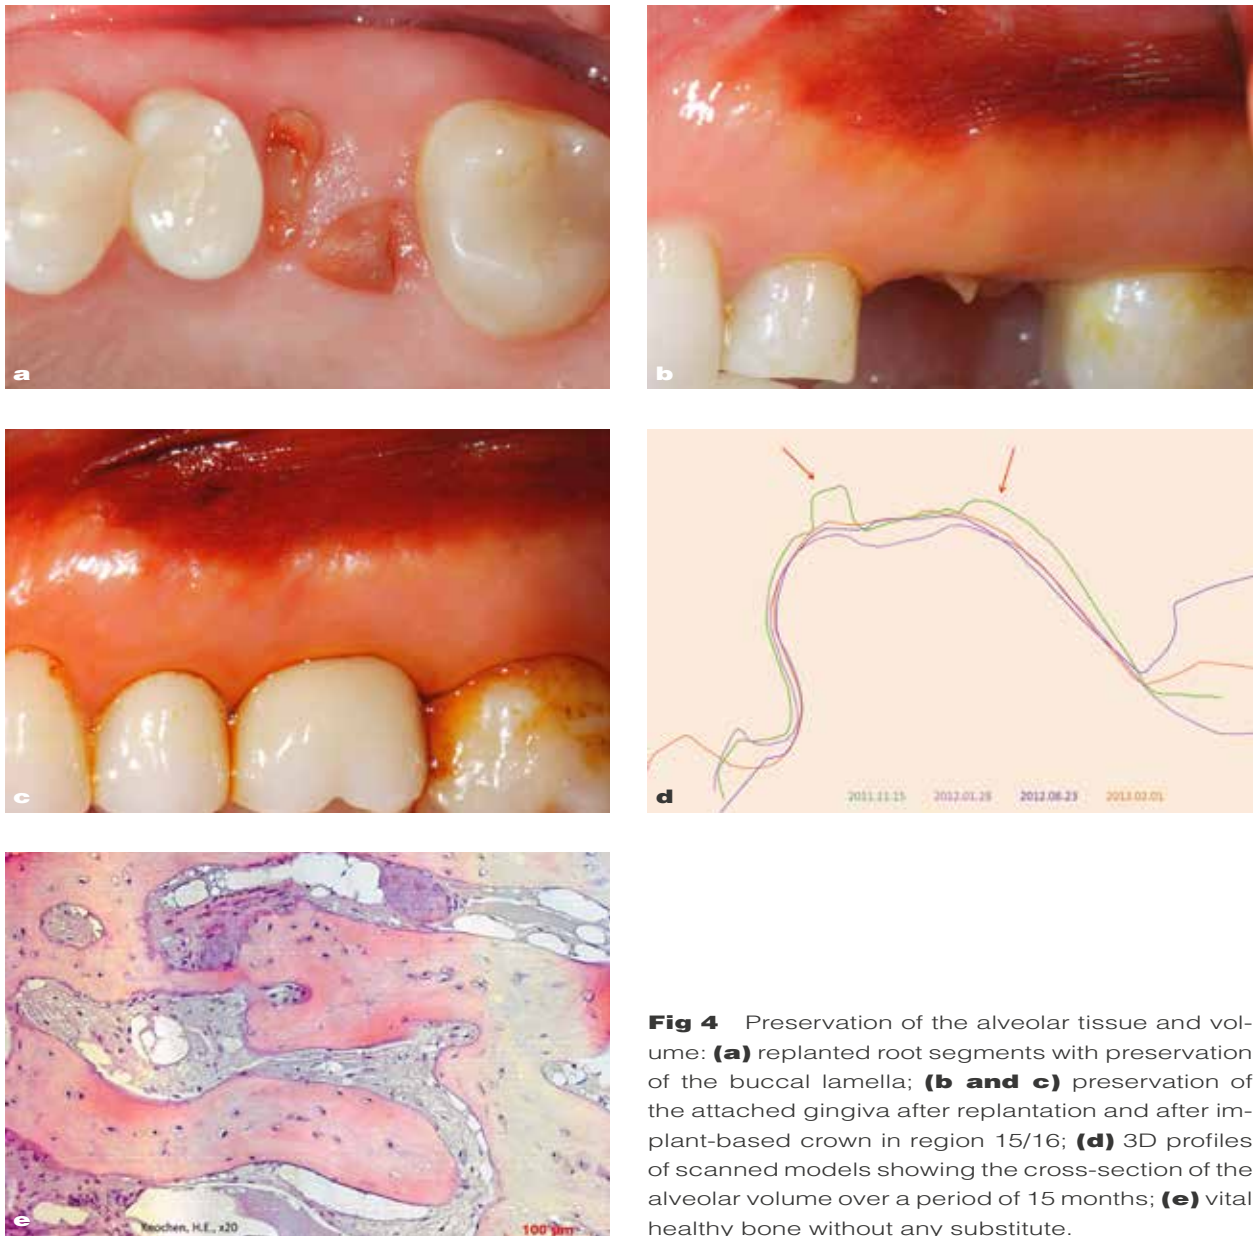 a
b
c
d
2011.11.15 2012.01.28 2012.08.23 2013.02.01
e
Knochen, H.E., x20
100 µm
Fig 4 Preservation of the alveolar tissue and vol-
ume: (a) replanted root segments with preservation
of the buccal lamella; (b and c) preservation of
the attached gingiva after replantation and after im-
plant-based crown in region 15/16; (d) 3D profiles
of scanned models showing the cross-section of the
alveolar volume over a period of 15 months; (e) vital
healthy bone without any substitute.